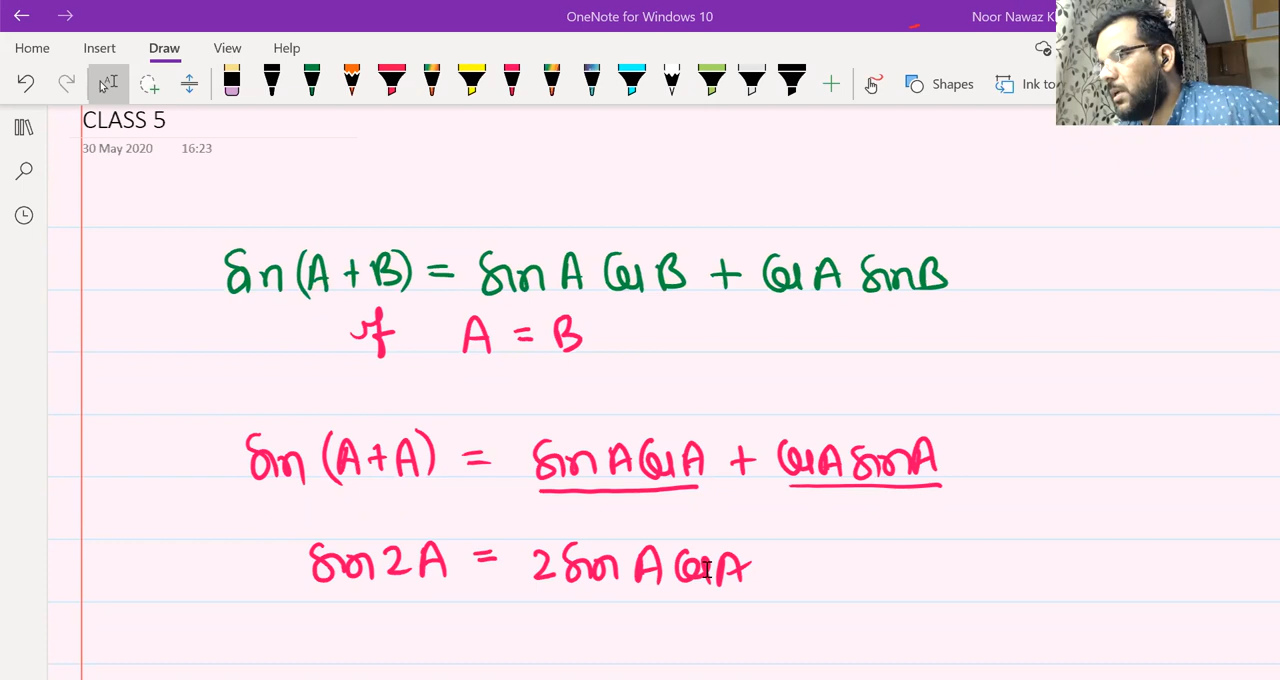 OneNote for Windows 10
Noor Nawaz K
Home Insert Draw View Help
Shapes Ink to
CLASS 5
30 May 2020 16:23
Sin (A + B) = Sin A Cos B + Cos A Sin B
if A = B
Sin (A + A) = Sin A Cos A + Cos A Sin A
Sin 2A = 2 Sin A Cos A